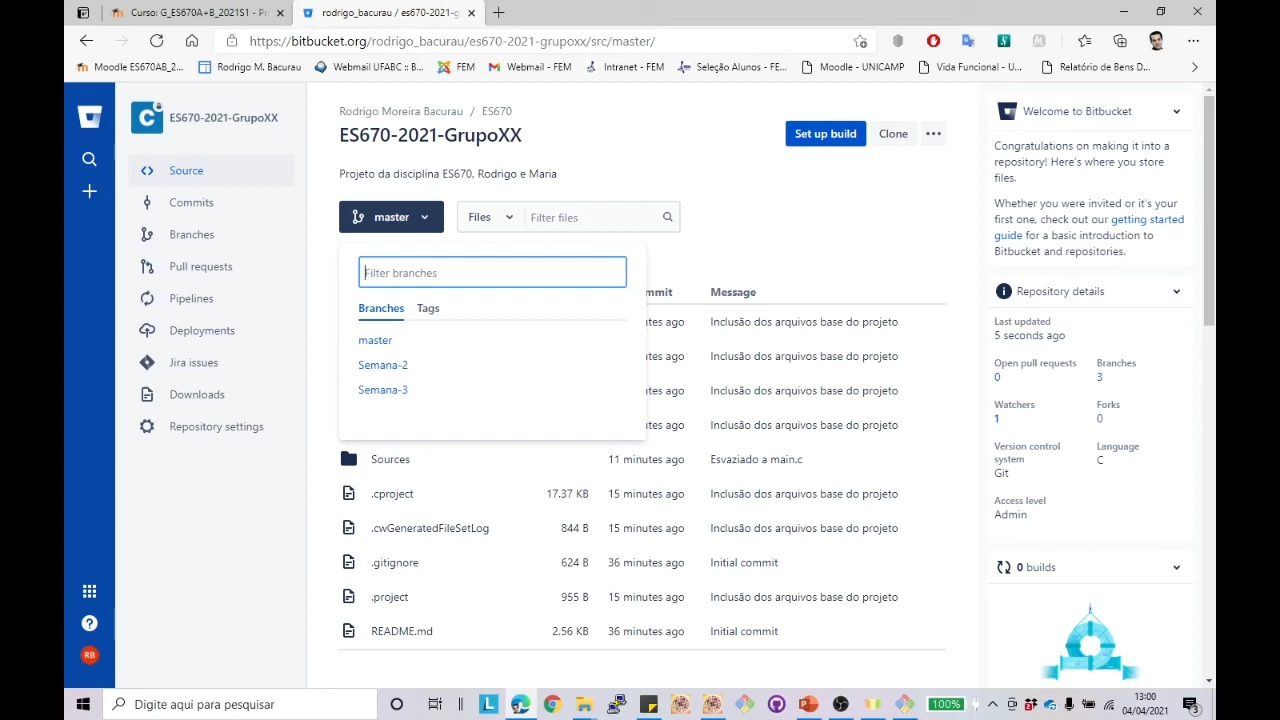 Curso: G_ES670A+B_2021S1 - Pr
rodrigo_bacurau / es670-2021-g
https://bitbucket.org/rodrigo_bacurau/es670-2021-grupoxx/src/master/
Moodle ES670AB_2...
Rodrigo M. Bacurau
Webmail UFABC :: B...
FEM
Webmail - FEM
Intranet - FEM
Seleção Alunos - FE...
Moodle - UNICAMP
Vida Funcional - U...
Relatório de Bens D...
ES670-2021-GrupoXX
Source
Commits
Branches
Pull requests
Pipelines
Deployments
Jira issues
Downloads
Repository settings
RB
Rodrigo Moreira Bacurau / ES670
ES670-2021-GrupoXX
Set up build
Clone
Projeto da disciplina ES670, Rodrigo e Maria
master
Files
Filter files
Filter branches
Branches Tags
master
Semana-2
Semana-3
mmit Message
utes ago Inclusão dos arquivos base do projeto
utes ago Inclusão dos arquivos base do projeto
utes ago Inclusão dos arquivos base do projeto
utes ago Inclusão dos arquivos base do projeto
Sources 11 minutes ago Esvaziado a main.c
.cproject 17.37 KB 15 minutes ago Inclusão dos arquivos base do projeto
.cwGeneratedFileSetLog 844 B 15 minutes ago Inclusão dos arquivos base do projeto
.gitignore 624 B 36 minutes ago Initial commit
.project 955 B 15 minutes ago Inclusão dos arquivos base do projeto
README.md 2.56 KB 36 minutes ago Initial commit
Welcome to Bitbucket
Congratulations on making it into a
repository! Here's where you store
files.
Whether you were invited or it's your
first one, check out our getting started
guide for a basic introduction to
Bitbucket and repositories.
Repository details
Last updated
5 seconds ago
Open pull requests Branches
0 3
Watchers Forks
1 0
Version control Language
system C
Git
Access level
Admin
0 builds
Digite aqui para pesquisar
100%
13:00
04/04/2021
3